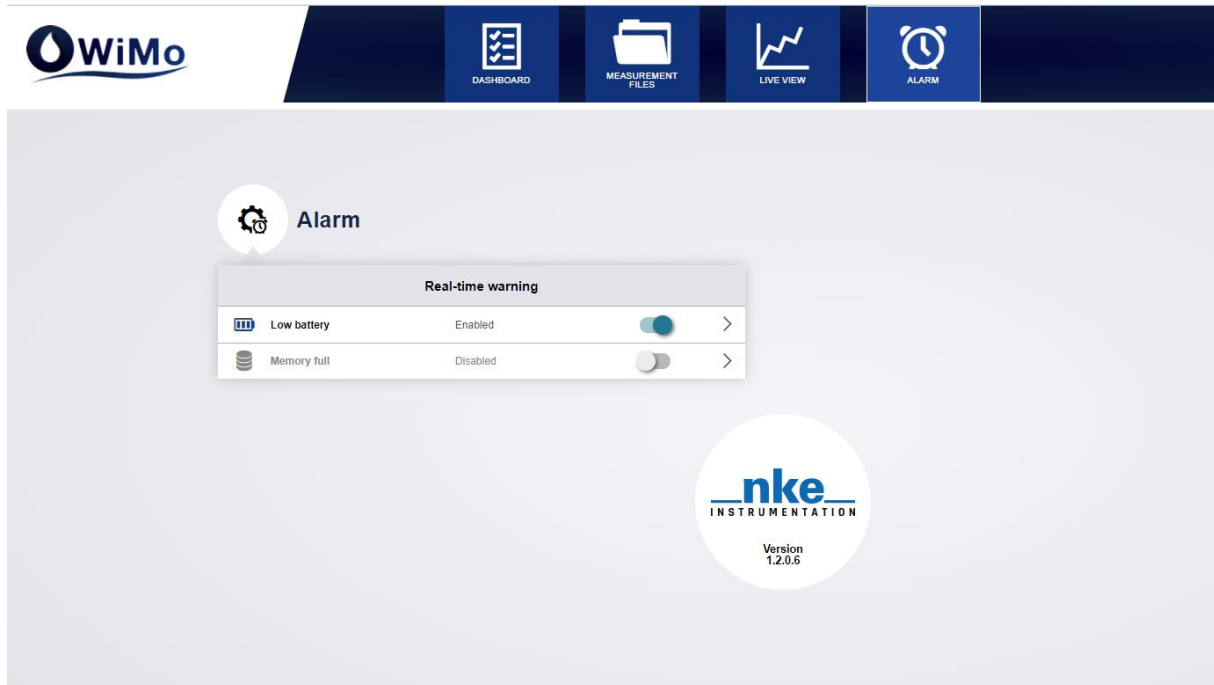 WiMo
DASHBOARD
MEASUREMENT
FILES
LIVE VIEW
ALARM
Alarm
Real-time warning
Low battery Enabled
Memory full Disabled
nke
INSTRUMENTATION
Version
1.2.0.6